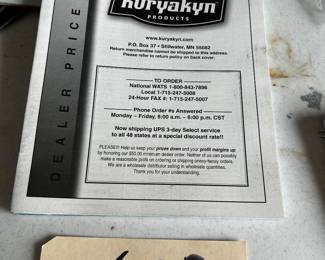 Kuryakyn
PRODUCTS
www.kuryakyn.com
P.O. Box 37 • Stillwater, MN 55082
Return merchandise cannot be shipped to this address.
Please refer to return policy on back cover.
DEALER PRICE
TO ORDER
National WATS 1-800-843-7896
Local 1-715-247-5008
24-Hour FAX #: 1-715-247-5007
Phone Order #s Answered
Monday – Friday, 8:00 a.m. – 6:00 p.m. CST
Now shipping UPS 3-day Select service
to all 48 states at a special discount rate!!
PLEASE!! Help us keep your prices down and your profit margins up
by honoring our $50.00 minimum dealer order. Neither of us can possibly
make a reasonable profit on ordering or shipping onesy-twosy orders.
We are a wholesale distributor selling in wholesale quantities.
Thank you for your understanding.